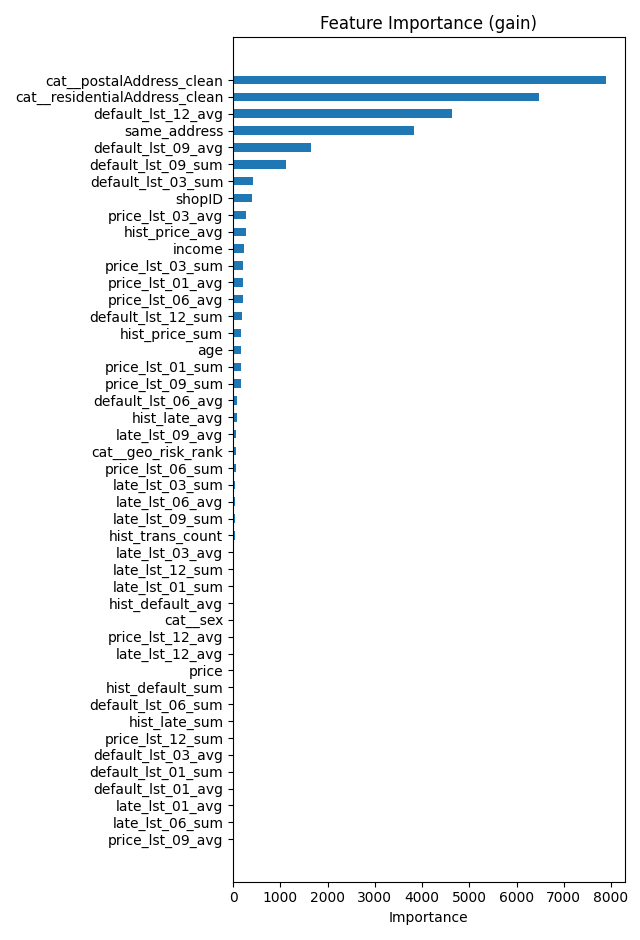 Feature Importance (gain)
cat__postalAddress_clean
cat__residentialAddress_clean
default_lst_12_avg
same_address
default_lst_09_avg
default_lst_09_sum
default_lst_03_sum
shopID
price_lst_03_avg
hist_price_avg
income
price_lst_03_sum
price_lst_01_avg
price_lst_06_avg
default_lst_12_sum
hist_price_sum
age
price_lst_01_sum
price_lst_09_sum
default_lst_06_avg
hist_late_avg
late_lst_09_avg
cat__geo_risk_rank
price_lst_06_sum
late_lst_03_sum
late_lst_06_avg
late_lst_09_sum
hist_trans_count
late_lst_03_avg
late_lst_12_sum
late_lst_01_sum
hist_default_avg
cat__sex
price_lst_12_avg
late_lst_12_avg
price
hist_default_sum
default_lst_06_sum
hist_late_sum
price_lst_12_sum
default_lst_03_avg
default_lst_01_sum
default_lst_01_avg
late_lst_01_avg
late_lst_06_sum
price_lst_09_avg
0 1000 2000 3000 4000 5000 6000 7000 8000
Importance